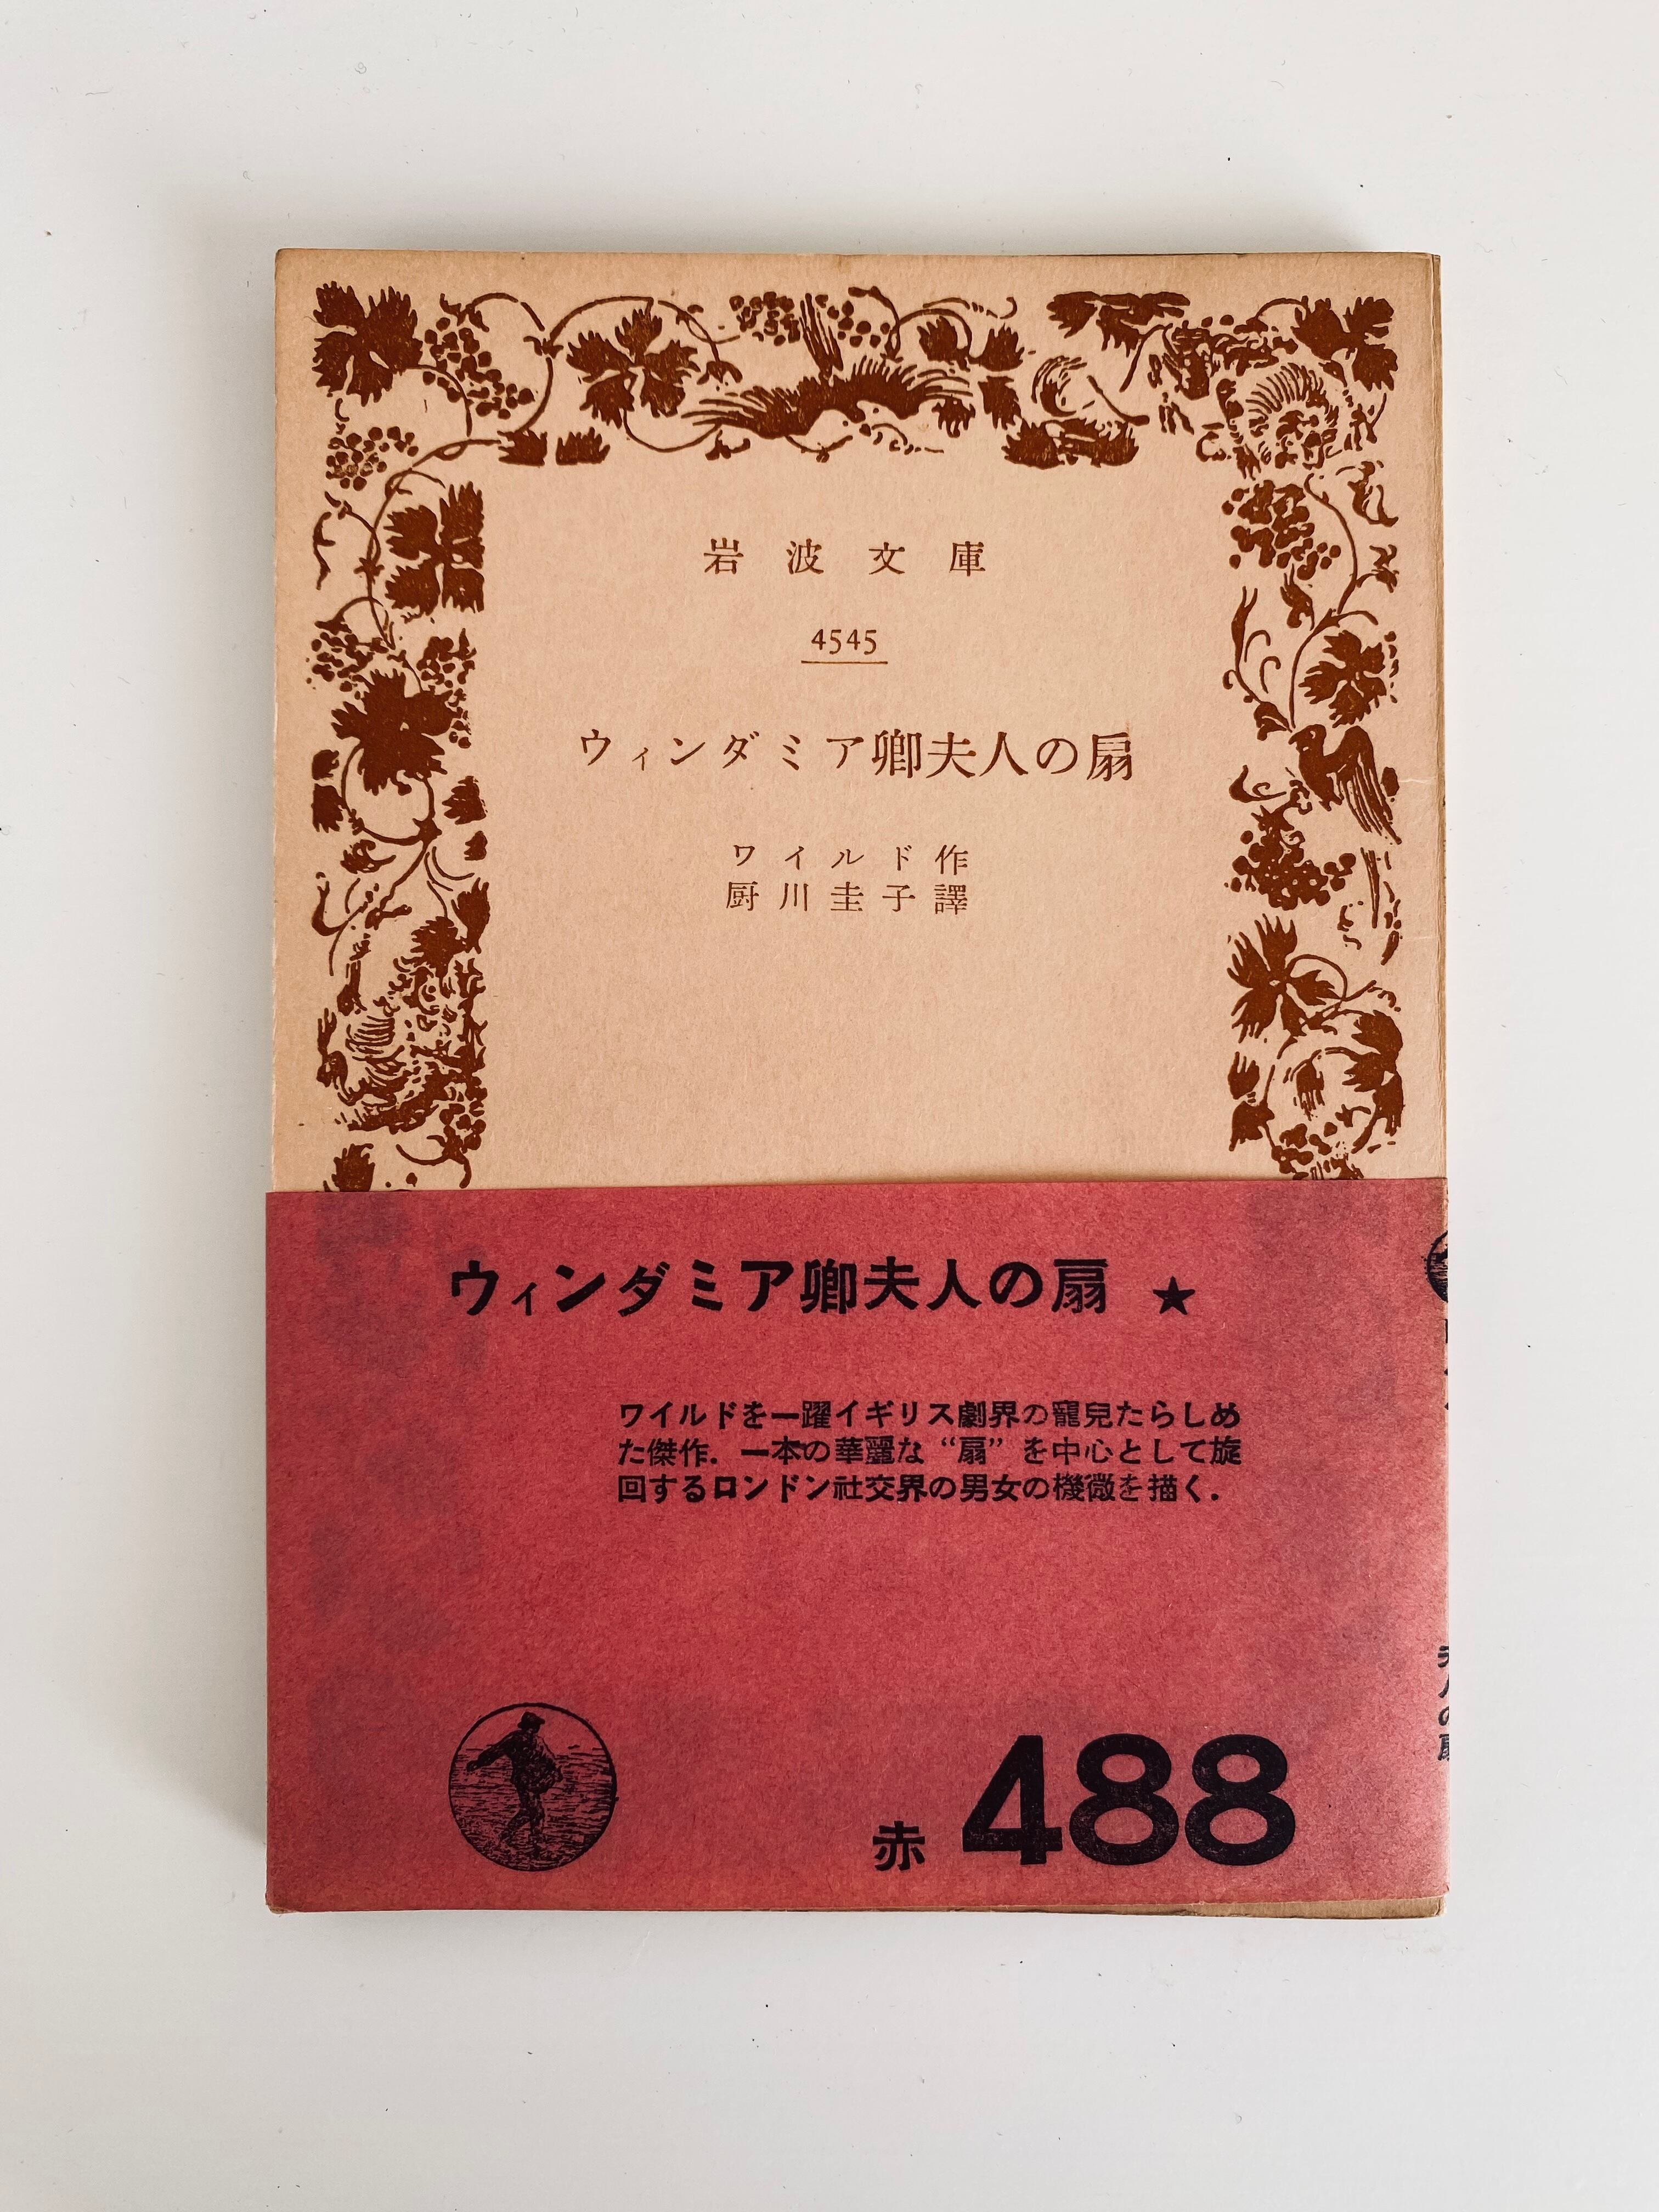 岩波文庫
4545
ウィンダミア卿夫人の扇
ワイルド作
厨川圭子譯
ウィンダミア卿夫人の扇 ★
ワイルドを一躍イギリス劇界の寵兒たらしめ
た傑作．一本の華麗な“扇”を中心として旋
回するロンドン社交界の男女の機微を描く．
赤 488